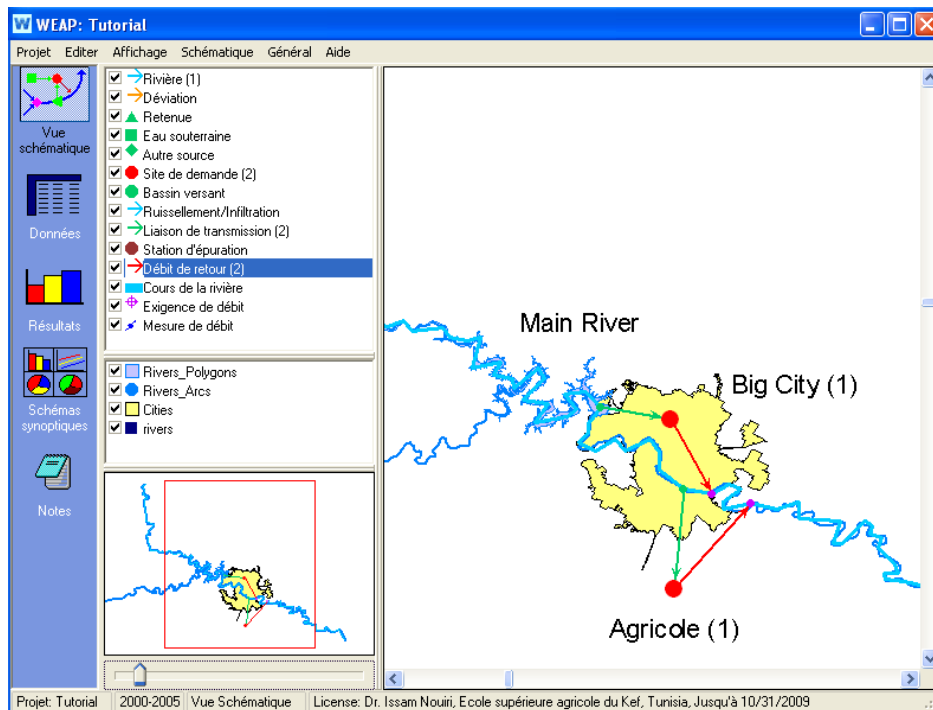 WEAP: Tutorial
Projet Editer Affichage Schématique Général Aide
Vue schématique
Données
Résultats
Schémas synoptiques
Notes
Rivière (1)
Déviation
Retenue
Eau souterraine
Autre source
Site de demande (2)
Bassin versant
Ruissellement/Infiltration
Liaison de transmission (2)
Station d'épuration
Débit de retour (2)
Cours de la rivière
Exigence de débit
Mesure de débit
Rivers_Polygons
Rivers_Arcs
Cities
rivers
Main River
Big City (1)
Agricole (1)
Projet: Tutorial 2000-2005 Vue Schématique License: Dr. Issam Nouiri, Ecole supérieure agricole du Kef, Tunisia, Jusqu'à 10/31/2009